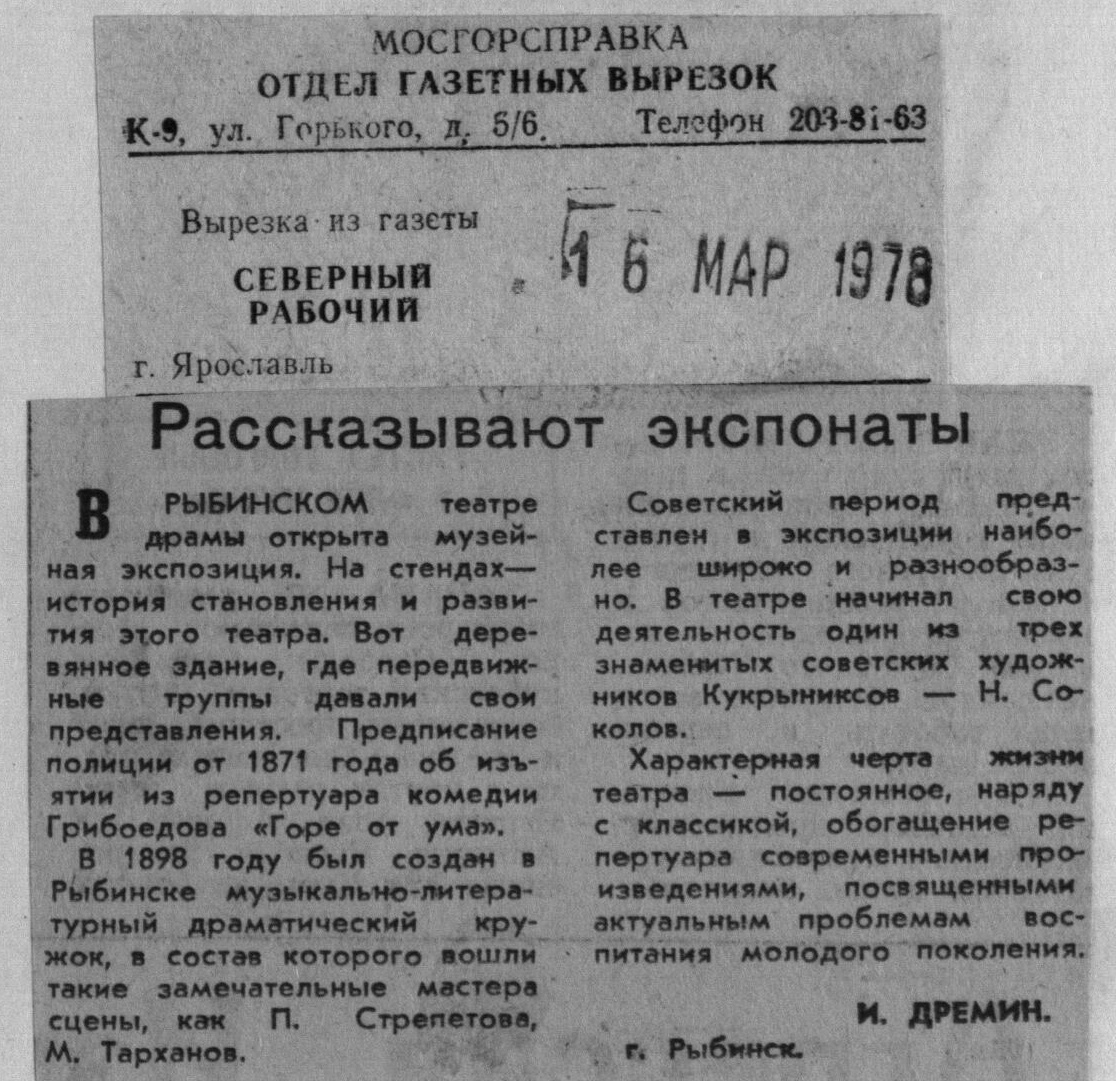 МОСГОРСПРАВКА
ОТДЕЛ ГАЗЕТНЫХ ВЫРЕЗОК
К-9, ул. Горького, д. 5/6. Телефон 203-81-63
Вырезка из газеты
СЕВЕРНЫЙ
РАБОЧИЙ
16 МАР 1978
г. Ярославль
Рассказывают экспонаты
В РЫБИНСКОМ театре
драмы открыта музей-
ная экспозиция. На стендах—
история становления и разви-
тия этого театра. Вот дере-
вянное здание, где передвиж-
ные труппы давали свои
представления. Предписание
полиции от 1871 года об изъ-
ятии из репертуара комедии
Грибоедова «Горе от ума».
В 1898 году был создан в
Рыбинске музыкально-литера-
турный драматический кру-
жок, в состав которого вошли
такие замечательные мастера
сцены, как П. Стрепетова,
М. Тарханов.
Советский период пред-
ставлен в экспозиции наибо-
лее широко и разнообраз-
но. В театре начинал свою
деятельность один из трех
знаменитых советских худож-
ников Кукрыниксов — Н. Со-
колов.
Характерная черта жизни
театра — постоянное, наряду
с классикой, обогащение ре-
пертуара современными про-
изведениями, посвященными
актуальным проблемам вос-
питания молодого поколения.
И. ДРЕМИН.
г. Рыбинск.